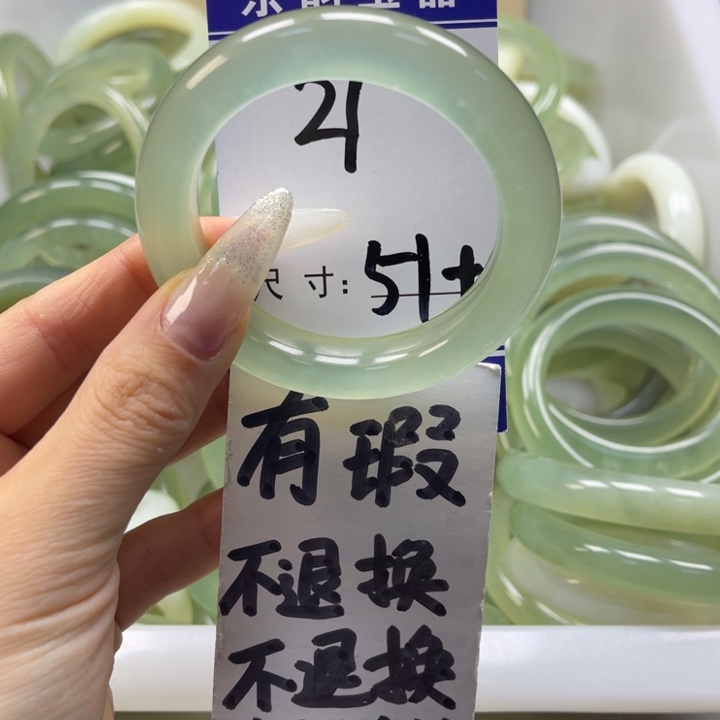 21
尺寸: 51+
有瑕
不退换
不退换